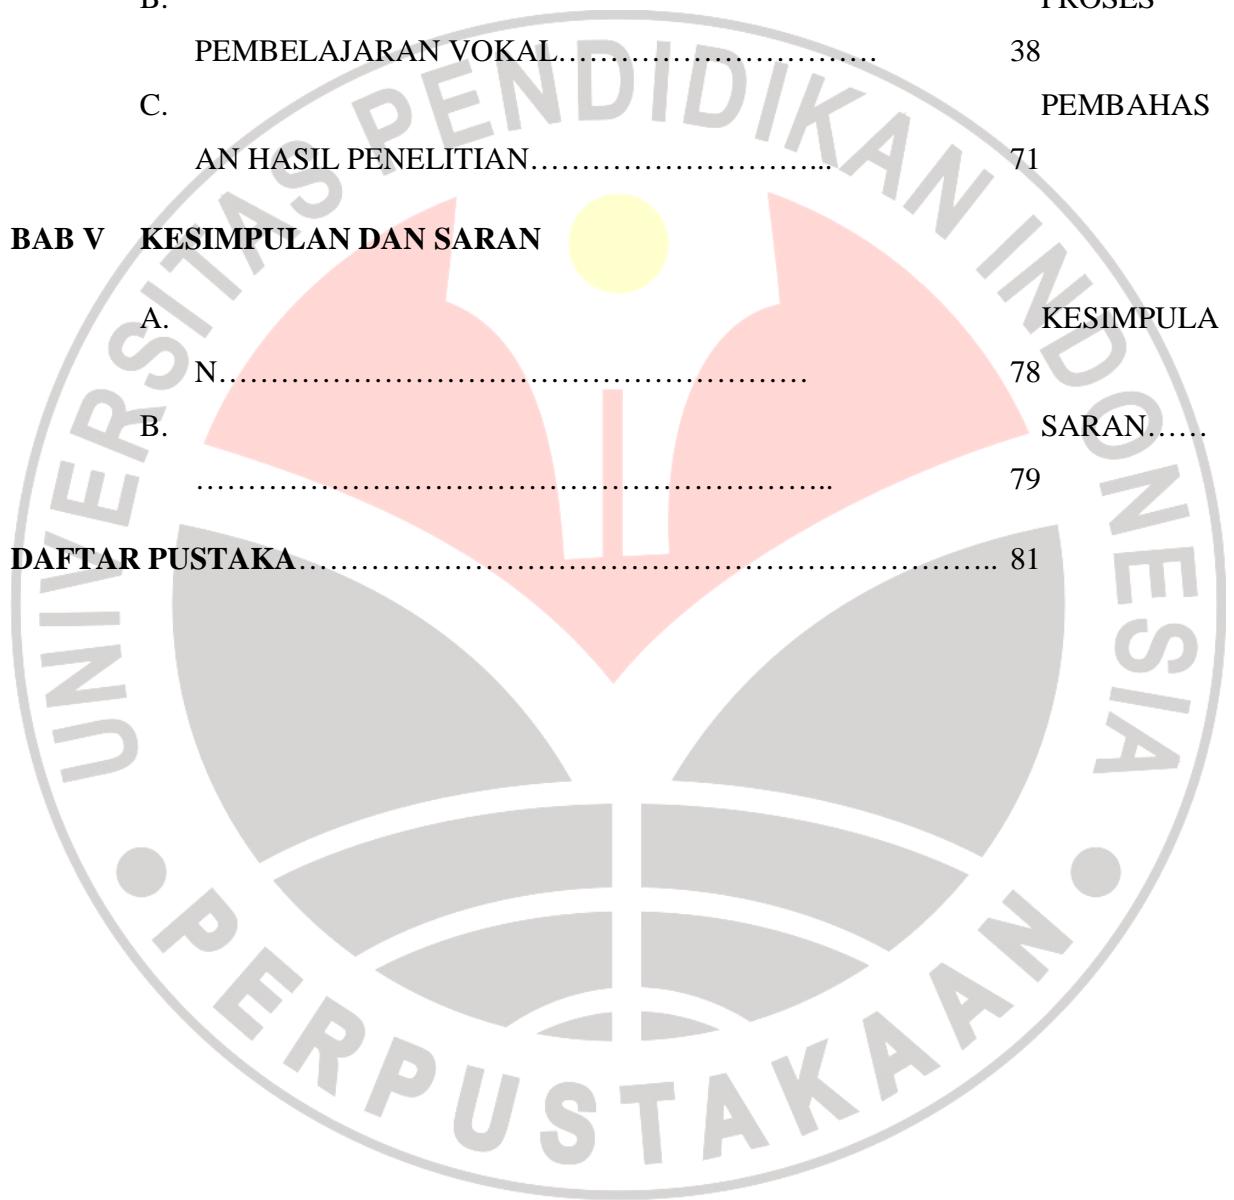 B. PROSES
PEMBELAJARAN VOKAL…………………………. 38
C. PEMBAHAS
AN HASIL PENELITIAN………………………... 71
BAB V KESIMPULAN DAN SARAN
A. KESIMPULA
N………………………………………………… 78
B. SARAN……
…………………………………………………….. 79
DAFTAR PUSTAKA………………………………………………………….. 81
UNIVERSITAS PENDIDIKAN INDONESIA
PERPUSTAKAAN